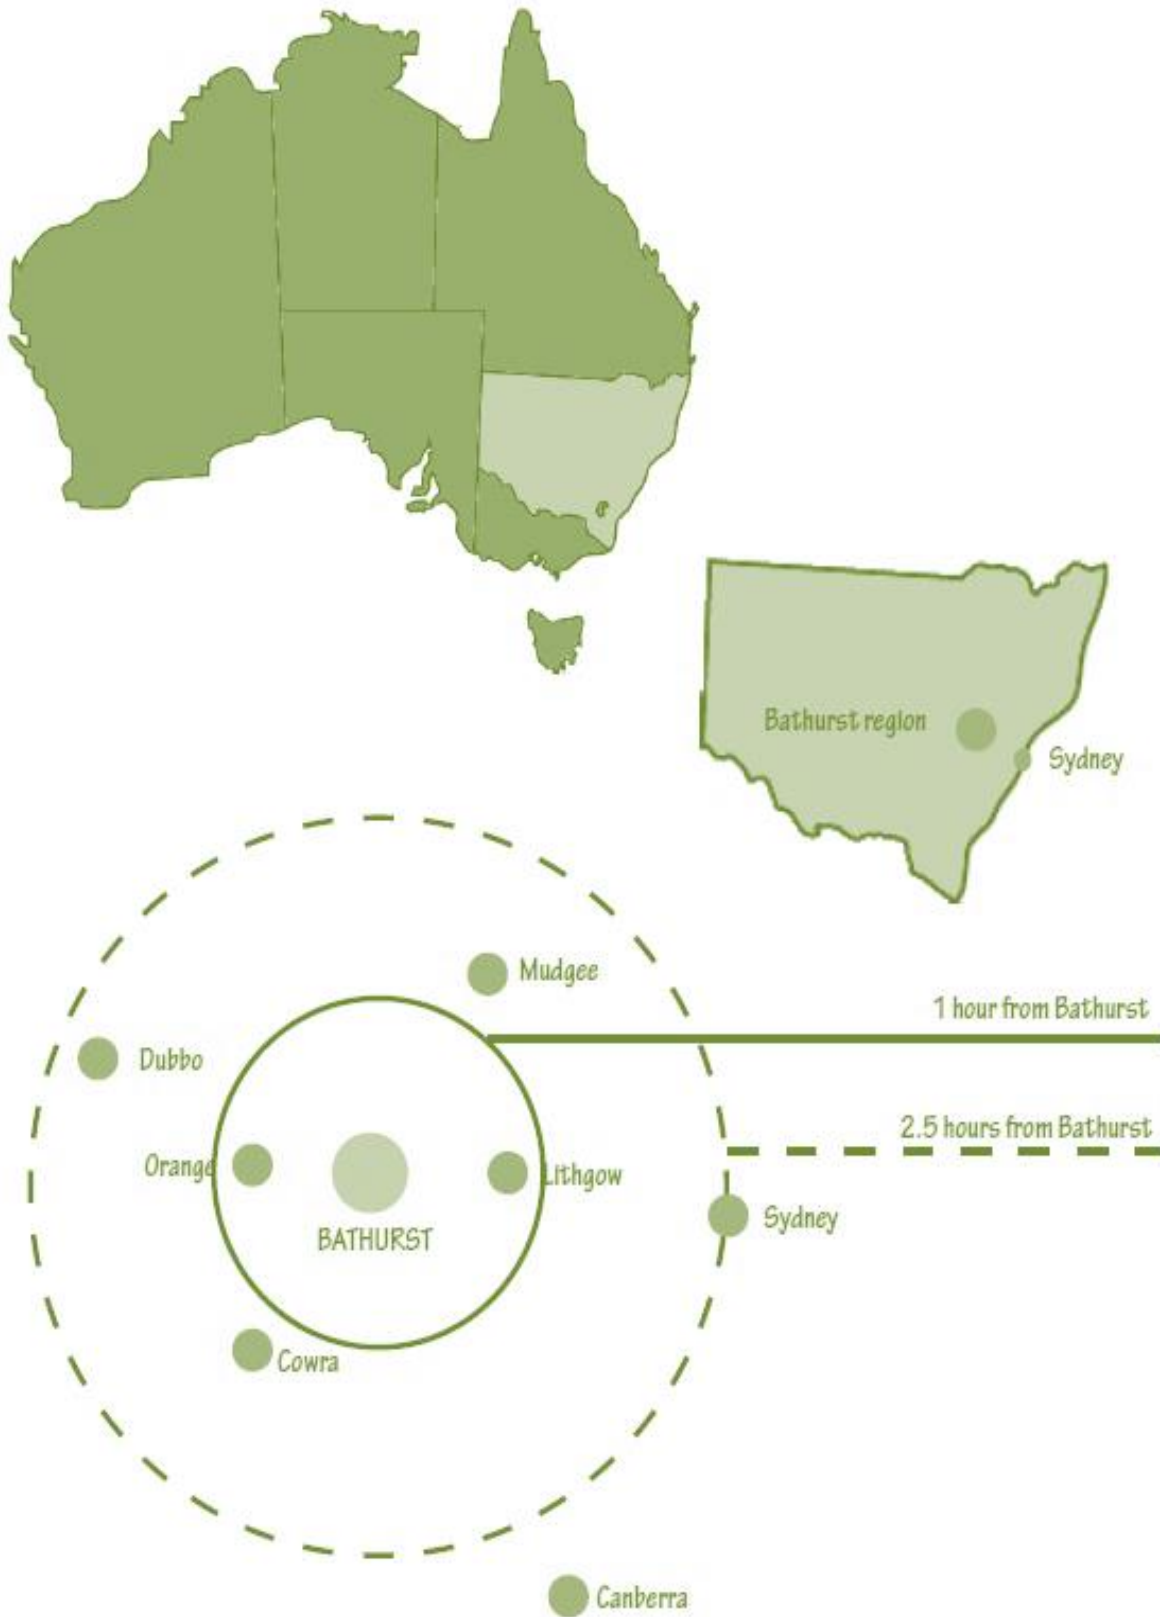 Bathurst region
Sydney
Mudgee
1 hour from Bathurst
Dubbo
2.5 hours from Bathurst
Orange
Lithgow
Sydney
BATHURST
Cowra
Canberra